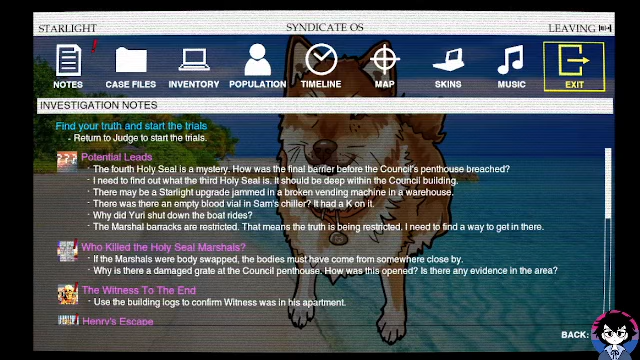 STARLIGHT
SYNDICATE OS
LEAVING
NOTES
CASE FILES
INVENTORY
POPULATION
TIMELINE
MAP
SKINS
MUSIC
EXIT
INVESTIGATION NOTES
Find your truth and start the trials
- Return to Judge to start the trials.
???
Potential Leads
- The fourth Holy Seal is a mystery. How was the final barrier before the Council's penthouse breached?
- I need to find out what the third Holy Seal is. It should be deep within the Council building.
- There may be a Starlight upgrade jammed in a broken vending machine in a warehouse.
- There was there an empty blood vial in Sam's chiller? It had a K on it.
- Why did Yuri shut down the boat rides?
- The Marshal barracks are restricted. That means the truth is being restricted. I need to find a way to get in there.
Who Killed the Holy Seal Marshals?
- If the Marshals were body swapped, the bodies must have come from somewhere close by.
- Why is there a damaged grate at the Council penthouse. How was this opened? Is there any evidence in the area?
The Witness To The End
- Use the building logs to confirm Witness was in his apartment.
Henry's Escape
BACK: